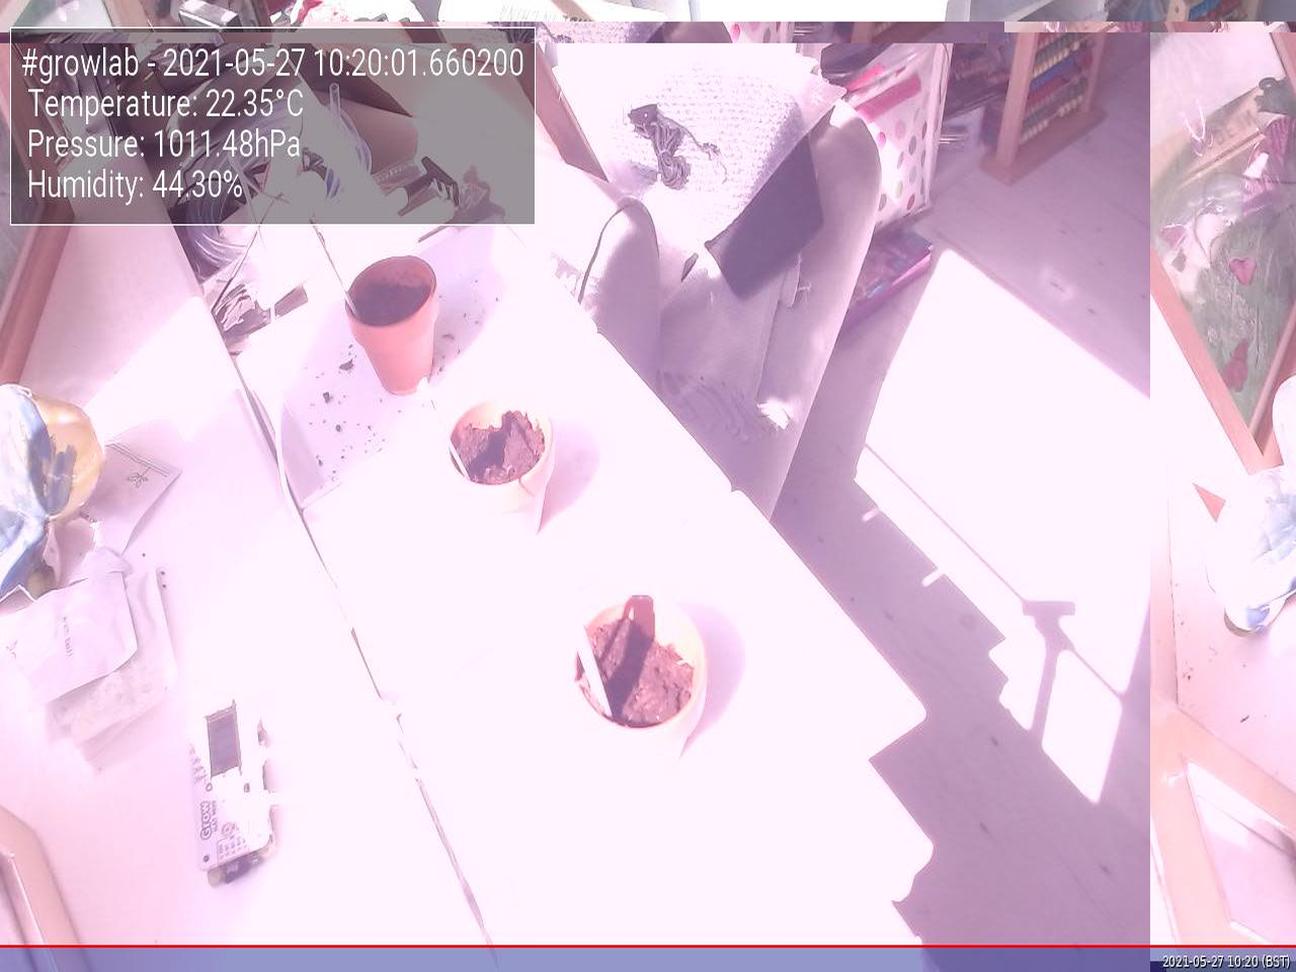 #growlab - 2021-05-27 10:20:01.660200
Temperature: 22.35°C
Pressure: 1011.48hPa
Humidity: 44.30%
Grow
2021-05-27 10:20 (BST)